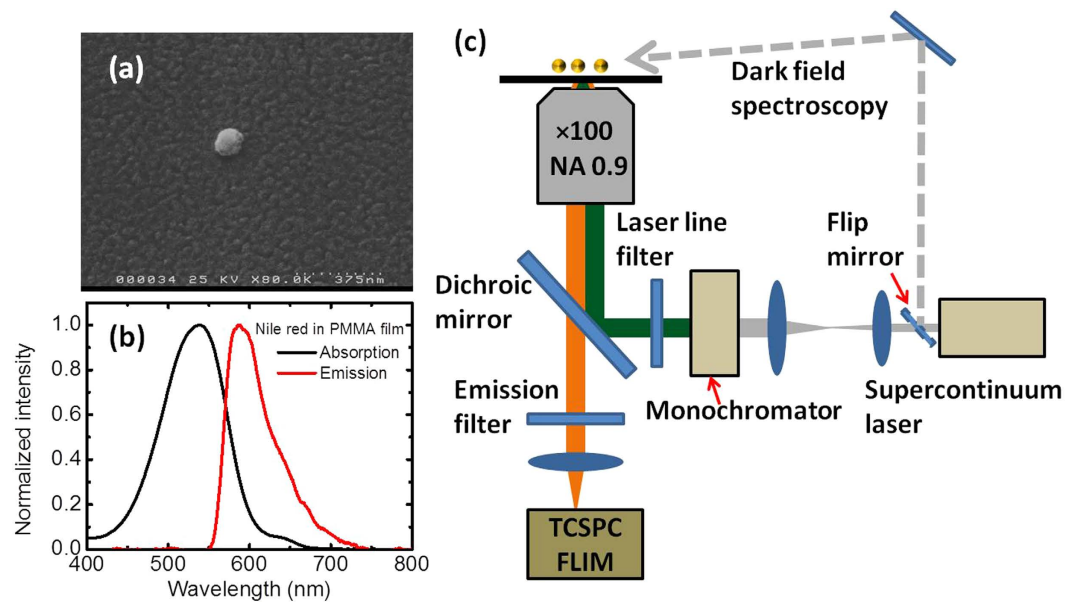 (a)
000034 25 KV X80.0K 375nm
(b)
Nile red in PMMA film
Absorption
Emission
1.0
0.8
0.6
0.4
0.2
0.0
Normalized intensity
400 500 600 700 800
Wavelength (nm)
(c)
Dark field
spectroscopy
×100
NA 0.9
Laser line
filter
Flip
mirror
Dichroic
mirror
Emission
filter
Monochromator
Supercontinuum
laser
TCSPC
FLIM